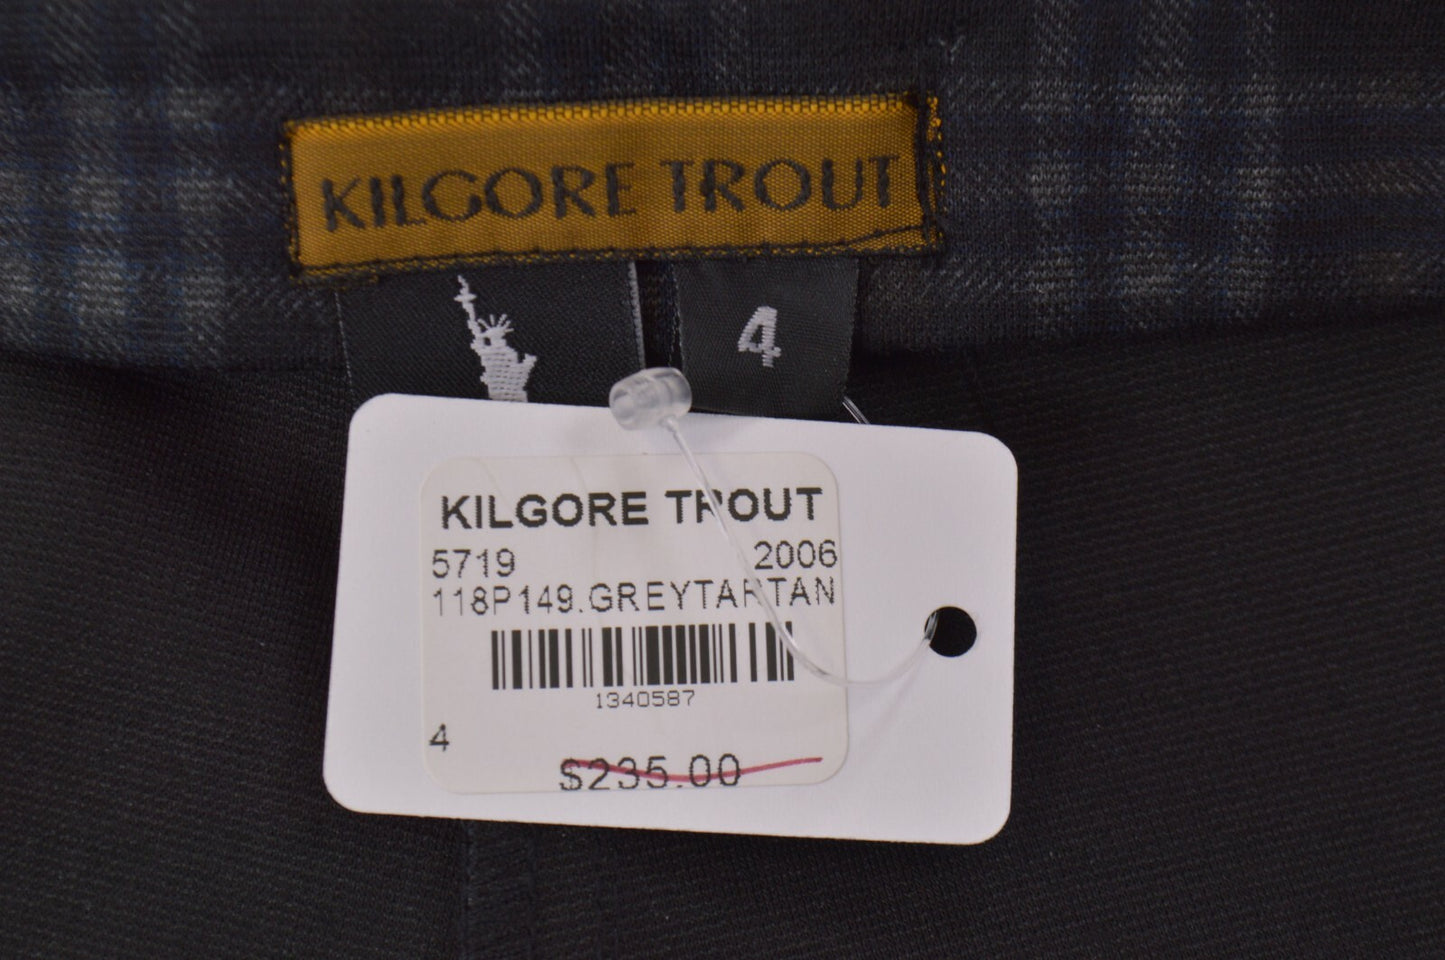 KILGORE TROUT
4
KILGORE TROUT
5719 2006
118P149.GREYTARTAN
1340587
4
$235.00